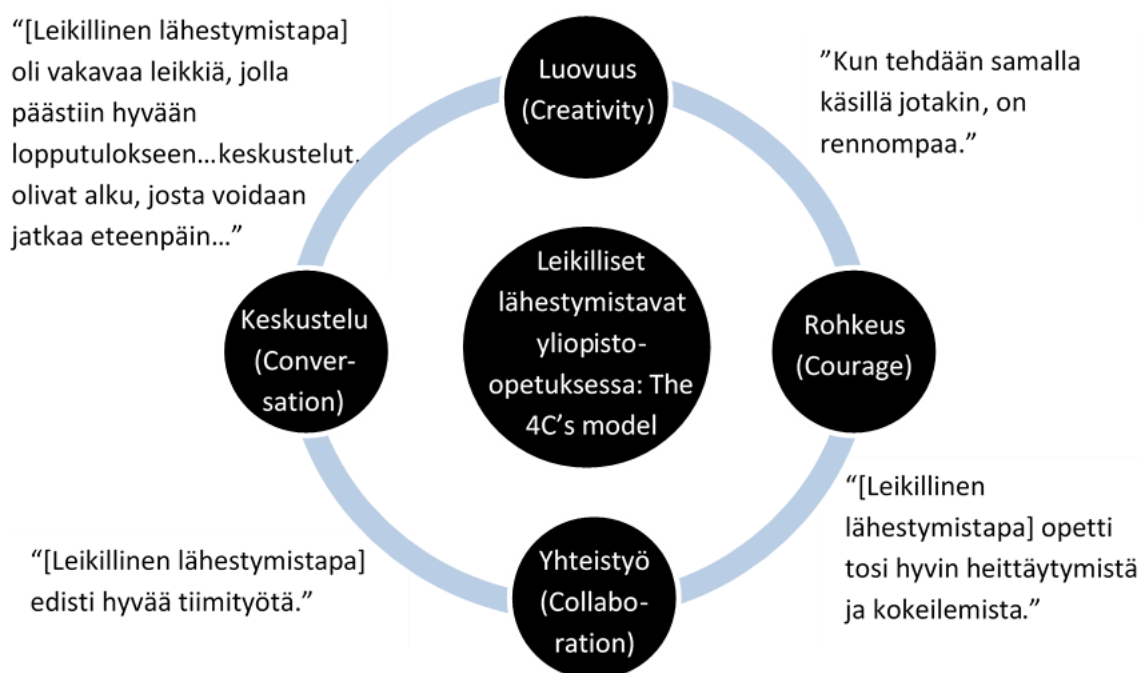 “[Leikillinen lähestymistapa]
oli vakavaa leikkiä, jolla
päästiin hyvään
lopputulokseen…keskustelut.
olivat alku, josta voidaan
jatkaa eteenpäin…”
Luovuus
(Creativity)
”Kun tehdään samalla
käsillä jotakin, on
rennompaa.”
Keskustelu
(Conver-
sation)
Leikilliset
lähestymistavat
yliopisto-
opetuksessa: The
4C’s model
Rohkeus
(Courage)
“[Leikillinen lähestymistapa]
edisti hyvää tiimityötä.”
Yhteistyö
(Collabo-
ration)
“[Leikillinen
lähestymistapa] opetti
tosi hyvin heittäytymistä
ja kokeilemista.”